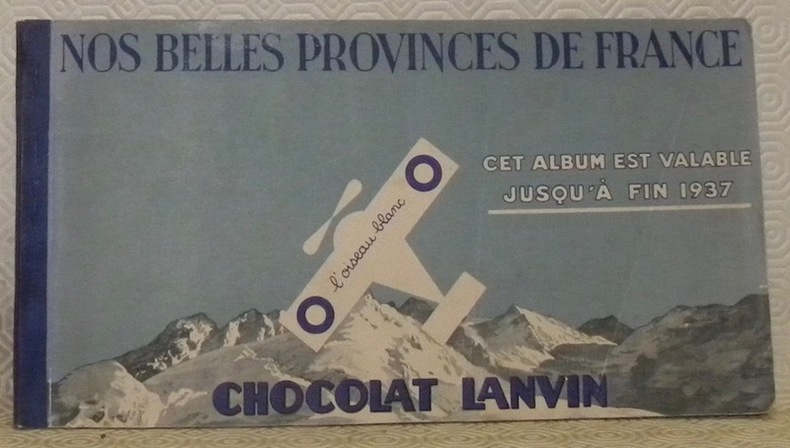 NOS BELLES PROVINCES DE FRANCE
CET ALBUM EST VALABLE
JUSQU'À FIN 1937
l'oiseau blanc
CHOCOLAT LANVIN